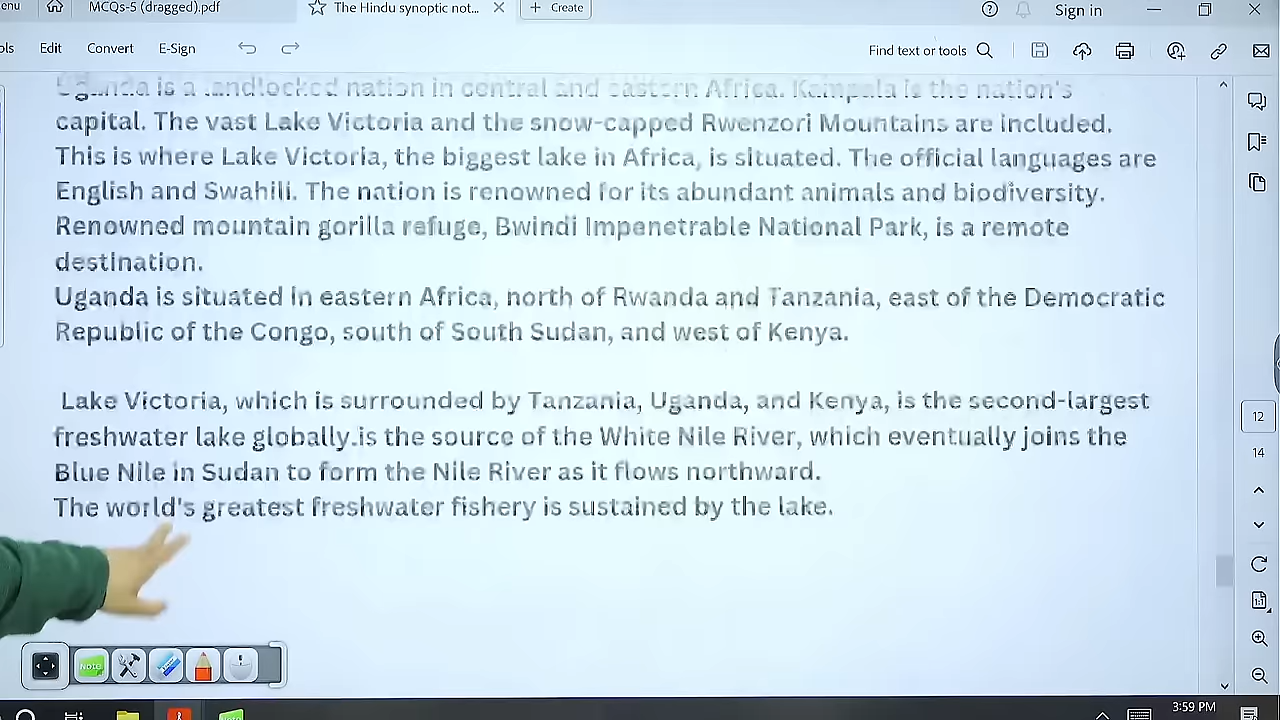 enu MCQs-5 (dragged).pdf The Hindu synoptic not... + Create Sign in
ols Edit Convert E-Sign Find text or tools
Uganda is a landlocked nation in central and eastern Africa. Kampala is the nation's
capital. The vast Lake Victoria and the snow-capped Rwenzori Mountains are included.
This is where Lake Victoria, the biggest lake in Africa, is situated. The official languages are
English and Swahili. The nation is renowned for its abundant animals and biodiversity.
Renowned mountain gorilla refuge, Bwindi Impenetrable National Park, is a remote
destination.
Uganda is situated in eastern Africa, north of Rwanda and Tanzania, east of the Democratic
Republic of the Congo, south of South Sudan, and west of Kenya.
Lake Victoria, which is surrounded by Tanzania, Uganda, and Kenya, is the second-largest
freshwater lake globally.is the source of the White Nile River, which eventually joins the
Blue Nile in Sudan to form the Nile River as it flows northward.
The world's greatest freshwater fishery is sustained by the lake.
12
14
1:1
Note
3:59 PM